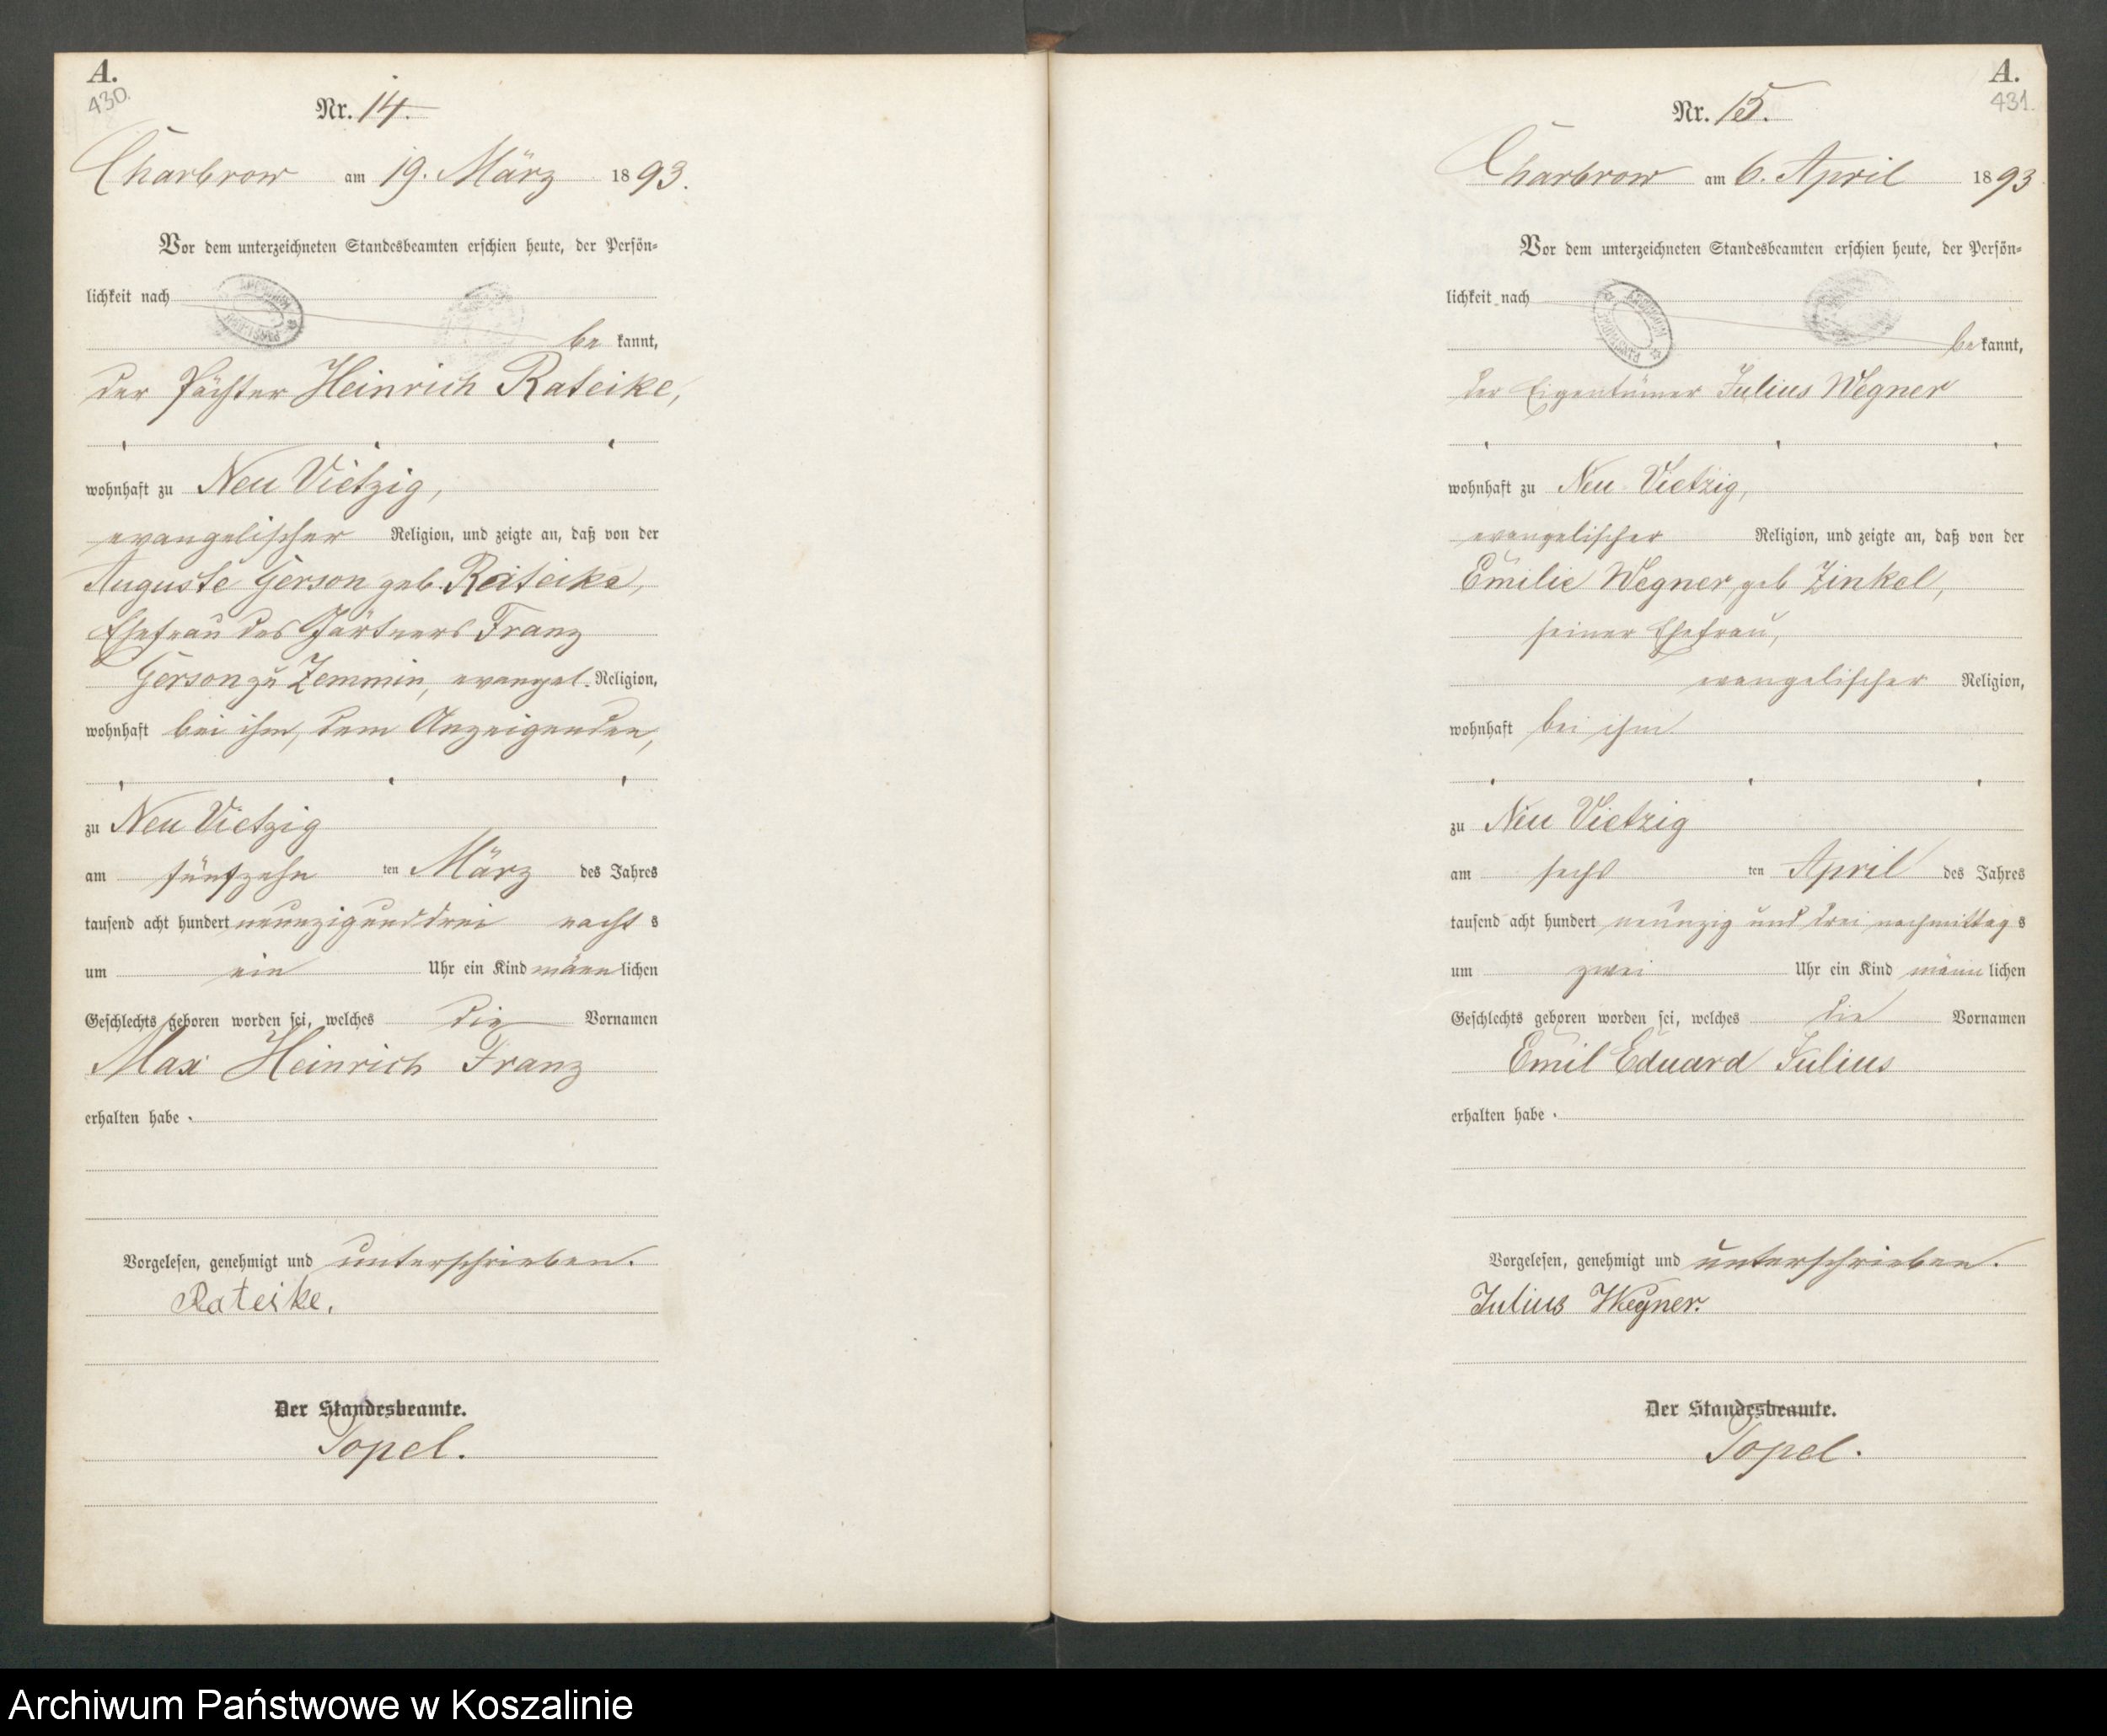 A.
430.
Nr. 14.
Charbrow am 19. März 1893.
Vor dem unterzeichneten Standesbeamten erschien heute, der Persön-
lichkeit nach
bekannt,
der Pächter Heinrich Rateike,
wohnhaft zu Neu Vietzig,
evangelischer Religion, und zeigte an, daß von der
Auguste Gerson geb. Rateike,
Ehefrau des Gärtners Franz
Gerson zu Zemmin, evangel. Religion,
wohnhaft bei ihm, dem Anzeigenden,
zu Neu Vietzig
am fünfzehnten März des Jahres
tausend acht hundert neunzigunddrei nachts
um ein Uhr ein Kind männlichen
Geschlechts geboren worden sei, welches die Vornamen
Max Heinrich Franz
erhalten habe.
Vorgelesen, genehmigt und unterschrieben.
Rateike.
Der Standesbeamte.
Topel.
A.
431.
Nr. 15.
Charbrow am 6. April 1893
Vor dem unterzeichneten Standesbeamten erschien heute, der Persön-
lichkeit nach
bekannt,
der Eigentümer Julius Wegner
wohnhaft zu Neu Vietzig,
evangelischer Religion, und zeigte an, daß von der
Emilie Wegner, geb Zinkel,
seiner Ehefrau,
evangelischer Religion,
wohnhaft bei ihm
zu Neu Vietzig
am sechsten April des Jahres
tausend acht hundert neunzig und drei nachmittags
um zwei Uhr ein Kind männlichen
Geschlechts geboren worden sei, welches die Vornamen
Emil Eduard Julius
erhalten habe.
Vorgelesen, genehmigt und unterschrieben.
Julius Wegner.
Der Standesbeamte.
Topel.
Archiwum Państwowe w Koszalinie